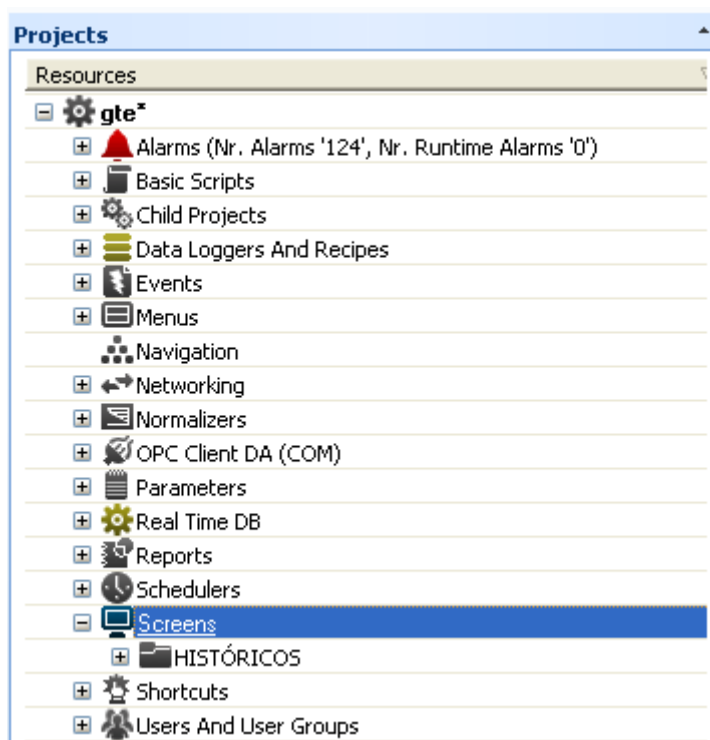 Projects
Resources
gte*
Alarms (Nr. Alarms '124', Nr. Runtime Alarms '0')
Basic Scripts
Child Projects
Data Loggers And Recipes
Events
Menus
Navigation
Networking
Normalizers
OPC Client DA (COM)
Parameters
Real Time DB
Reports
Schedulers
Screens
HISTÓRICOS
Shortcuts
Users And User Groups